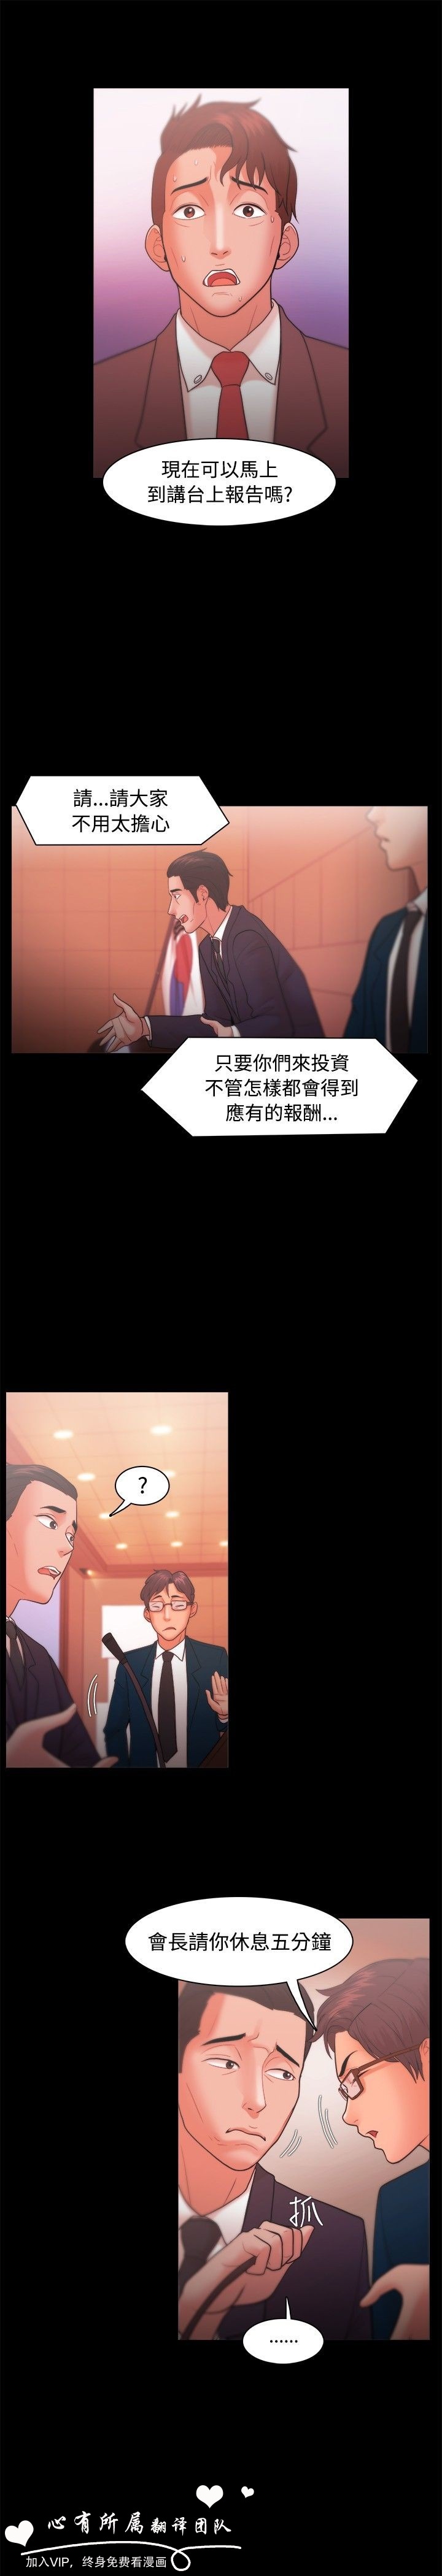 現在可以馬上
到講台上報告嗎?
請...請大家
不用太擔心
只要你們來投資
不管怎樣都會得到
應有的報酬...
?
會長請你休息五分鐘
抓
......
心有所属翻译团队
加入VIP，终身免费看漫画